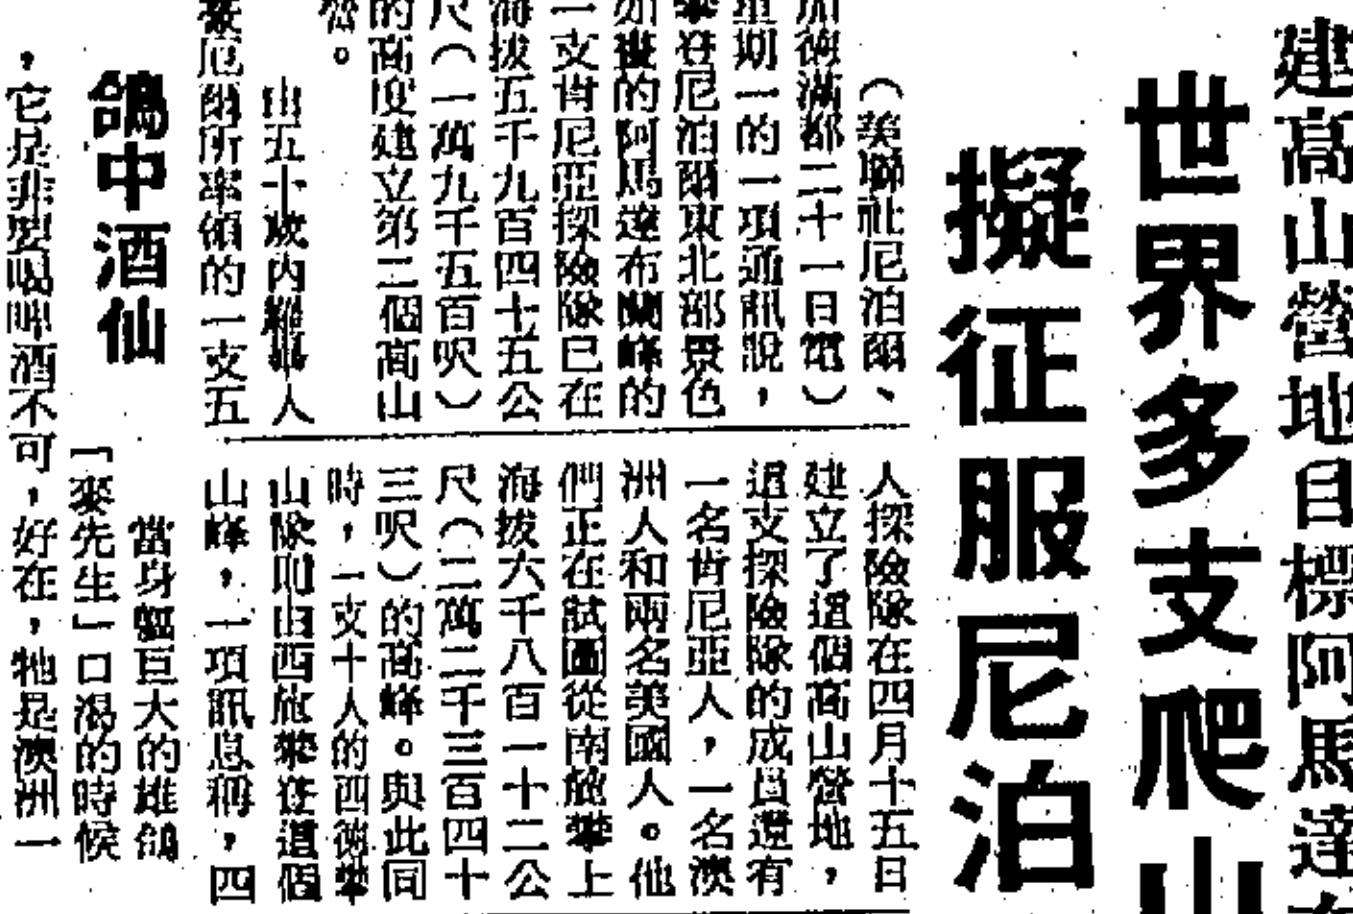 建高山營地目標阿馬達
世界多支爬山
擬征服尼泊
（美聯社尼泊爾、
加德滿都二十一日電）
星期一的一項通訊說，
攀登尼泊爾東北部景色
如畫的阿馬達布蘭峰的
一支肯尼亞探險隊已在
海拔五千九百四十五公
尺（一萬九千五百呎）
的高度建立第二個高山
營。
由五十歲內羅畢人
豪厄爾所率領的一支五
人探險隊在四月十五日
建立了這個高山營地，
這支探險隊的成員還有
一名肯尼亞人，一名澳
洲人和兩名美國人。他
們正在試圖從南施攀上
海拔六千八百一十二公
尺（二萬二千三百四十
三呎）的高峰。與此同
時，一支十人的西德攀
山隊則由西施攀登這個
山峰，一項訊息稱，四
鴿中酒仙
當身軀巨大的雄鴿
「麥先生」口渴的時候
，它是非要喝啤酒不可，好在，牠是澳洲一